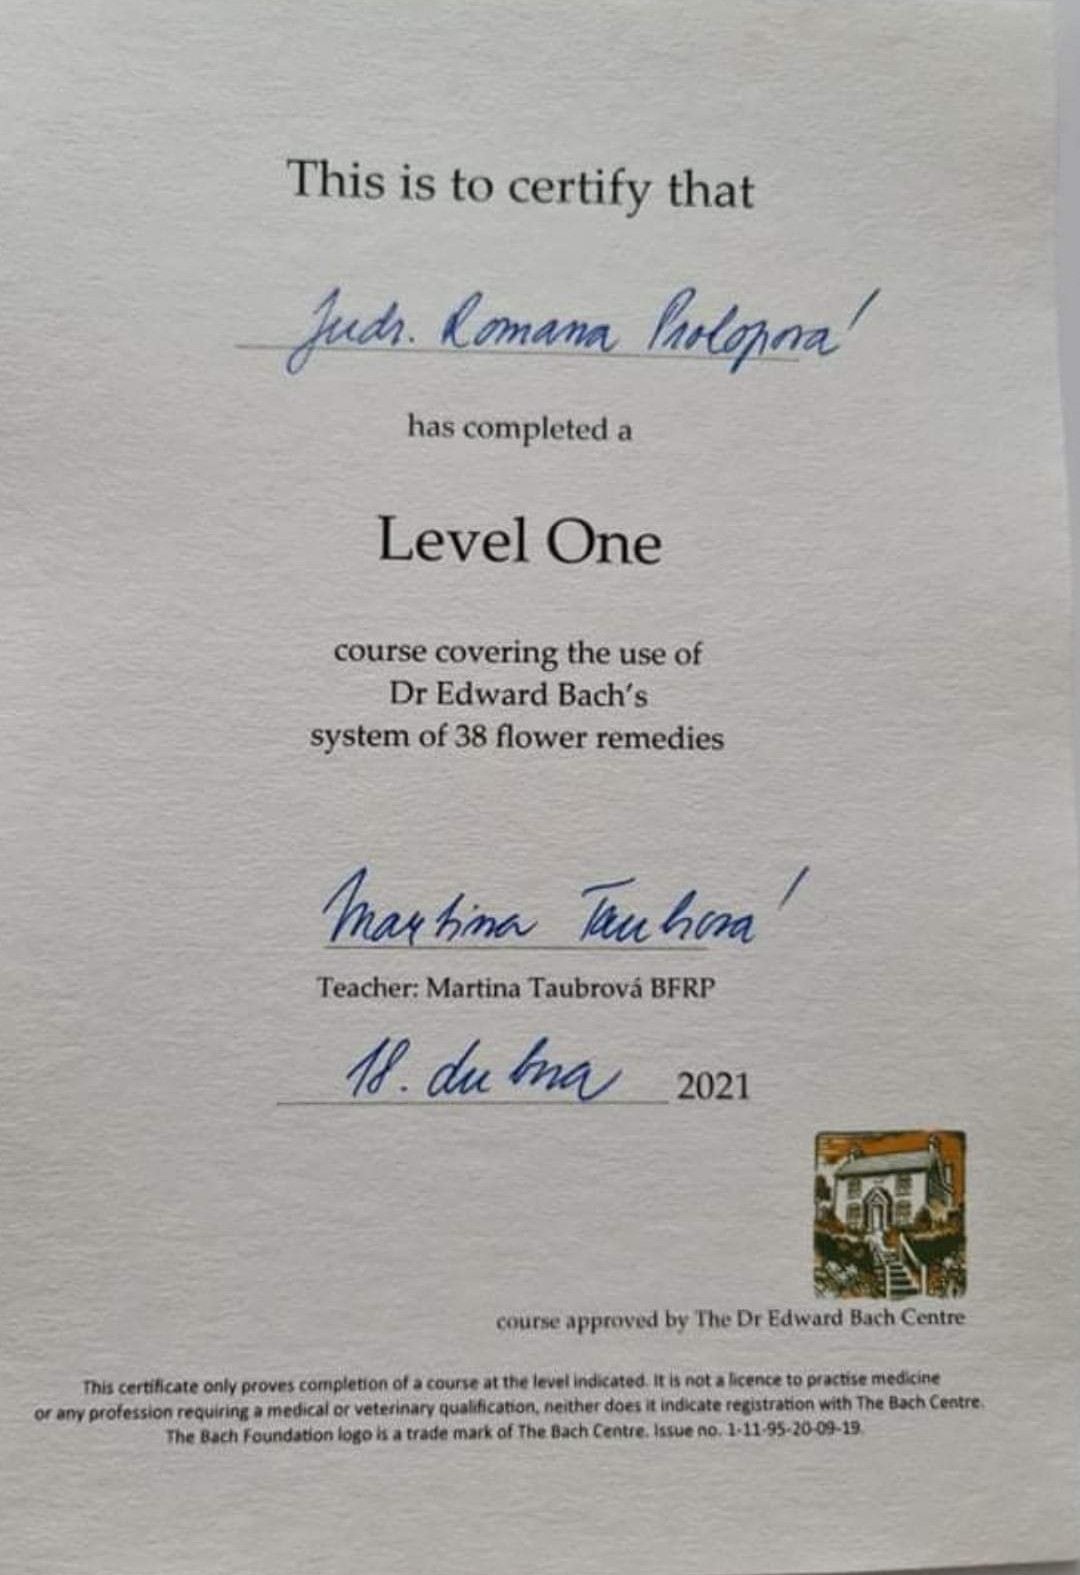 This is to certify that
Judr. Romana
has completed a
Level One
course covering the use of
Dr Edward Bach's
system of 38 flower remedies
Martina
Teacher: Martina Taubrová BFRP
18. dubna 2021
course approved by The Dr Edward Bach Centre
This certificate only proves completion of a course at the level indicated. It is not a licence to practise medicine
or any profession requiring a medical or veterinary qualification, neither does it indicate registration with The Bach Centre.
The Bach Foundation logo is a trade mark of The Bach Centre. Issue no. 1-11-95-20-09-19.